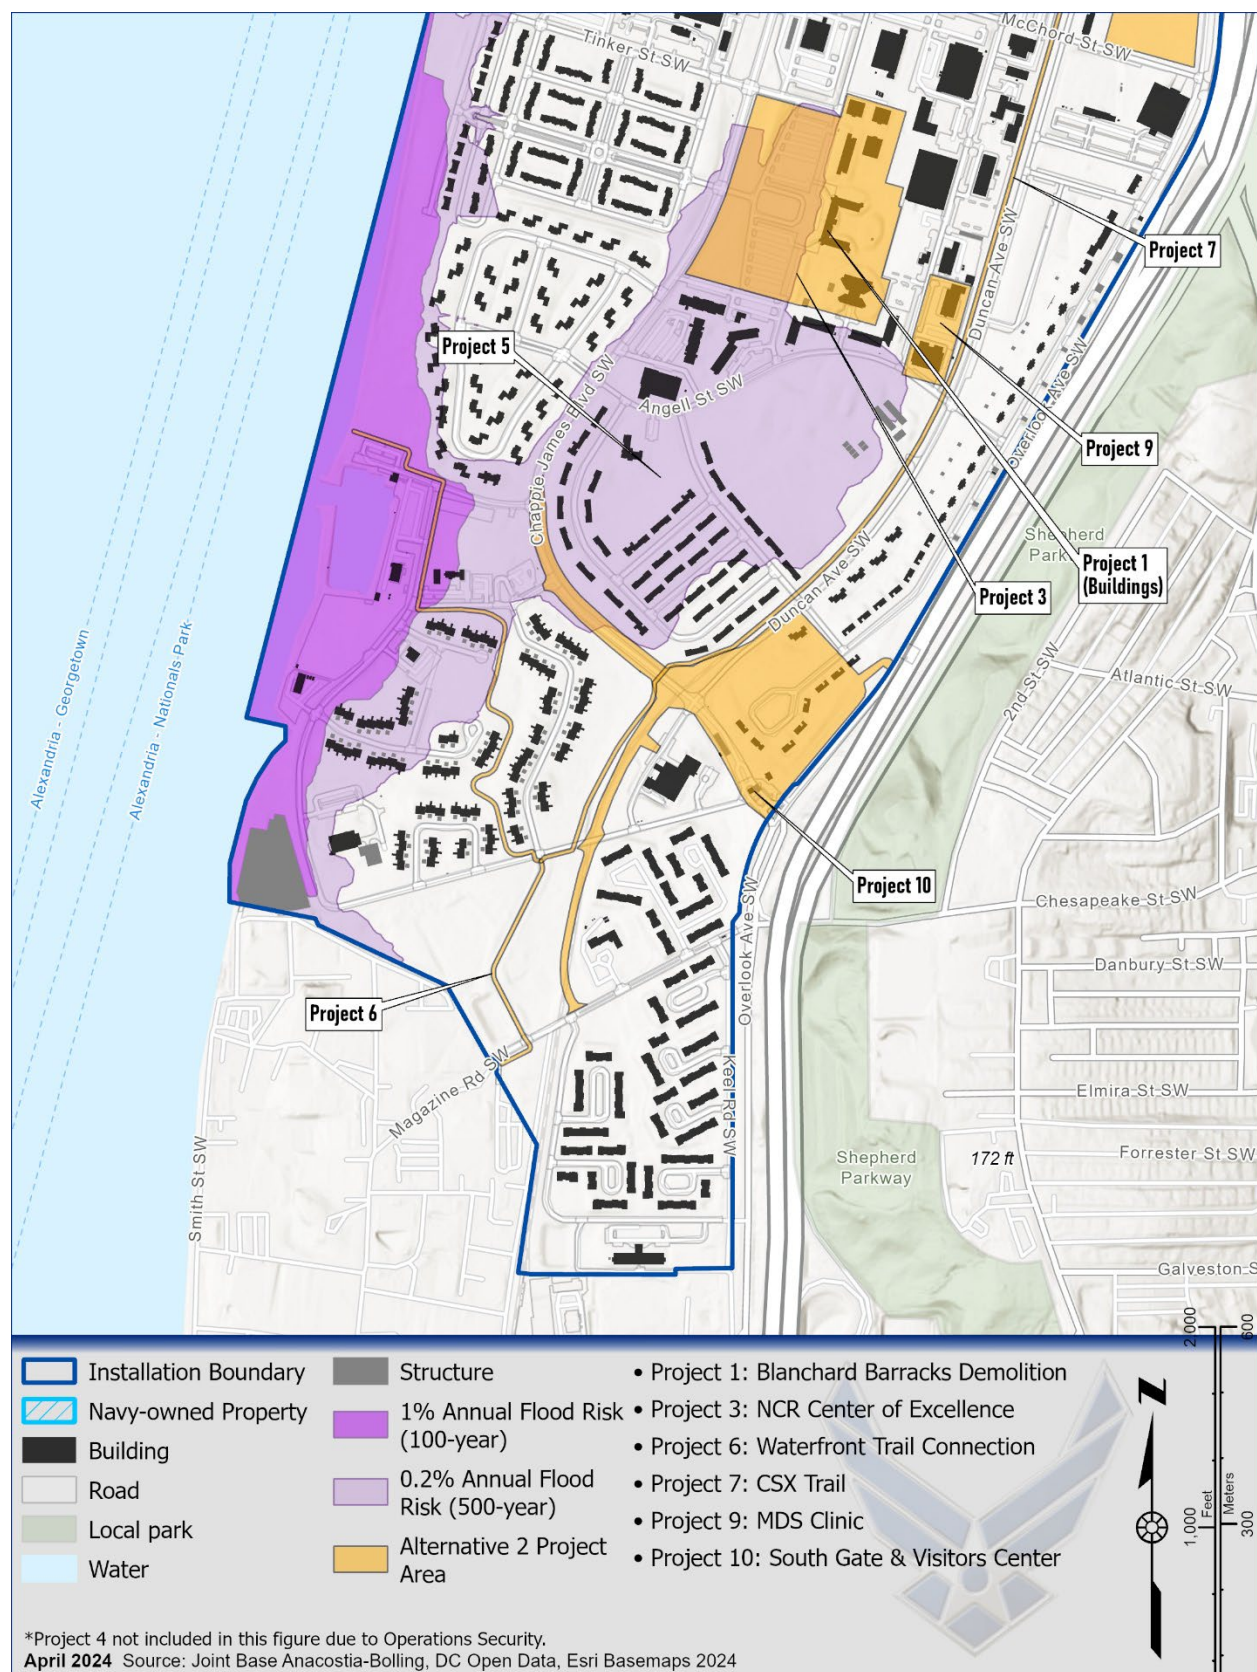 Tinker St SW
McChord St SW
Project 7
Duncan Ave SW
Project 5
Chappie James Blvd SW
Angell St SW
Overlook Ave SW
Project 9
Shepherd
Park
Project 1
(Buildings)
Project 3
Duncan Ave SW
2nd St SW
Atlantic St SW
Alexandria - Georgetown
Alexandria - Nationals Park
Project 10
Chesapeake St SW
Danbury St SW
Overlook Ave SW
Project 6
Magazine Rd SW
Keel Rd SW
Elmira St SW
Smith St SW
Shepherd
Parkway
172 ft
Forrester St SW
Galveston S
Installation Boundary
Navy-owned Property
Building
Road
Local park
Water
Structure
1% Annual Flood Risk
(100-year)
0.2% Annual Flood
Risk (500-year)
Alternative 2 Project
Area
• Project 1: Blanchard Barracks Demolition
• Project 3: NCR Center of Excellence
• Project 6: Waterfront Trail Connection
• Project 7: CSX Trail
• Project 9: MDS Clinic
• Project 10: South Gate & Visitors Center
N
2,000
600
1,000
Feet
Meters
300
*Project 4 not included in this figure due to Operations Security.
April 2024 Source: Joint Base Anacostia-Bolling, DC Open Data, Esri Basemaps 2024